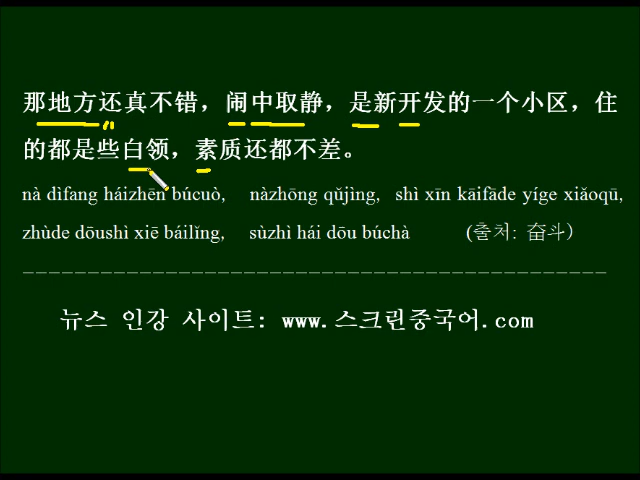 那地方还真不错，闹中取静，是新开发的一个小区，住
的都是些白领，素质还都不差。
nà dìfang háizhēn búcuò, nàzhōng qǔjìng, shì xīn kāifāde yíge xiǎoqū,
zhùde dōushì xiē báilǐng, sùzhì hái dōu búchà (출처: 奋斗)
뉴스 인강 사이트: www.스크린중국어.com